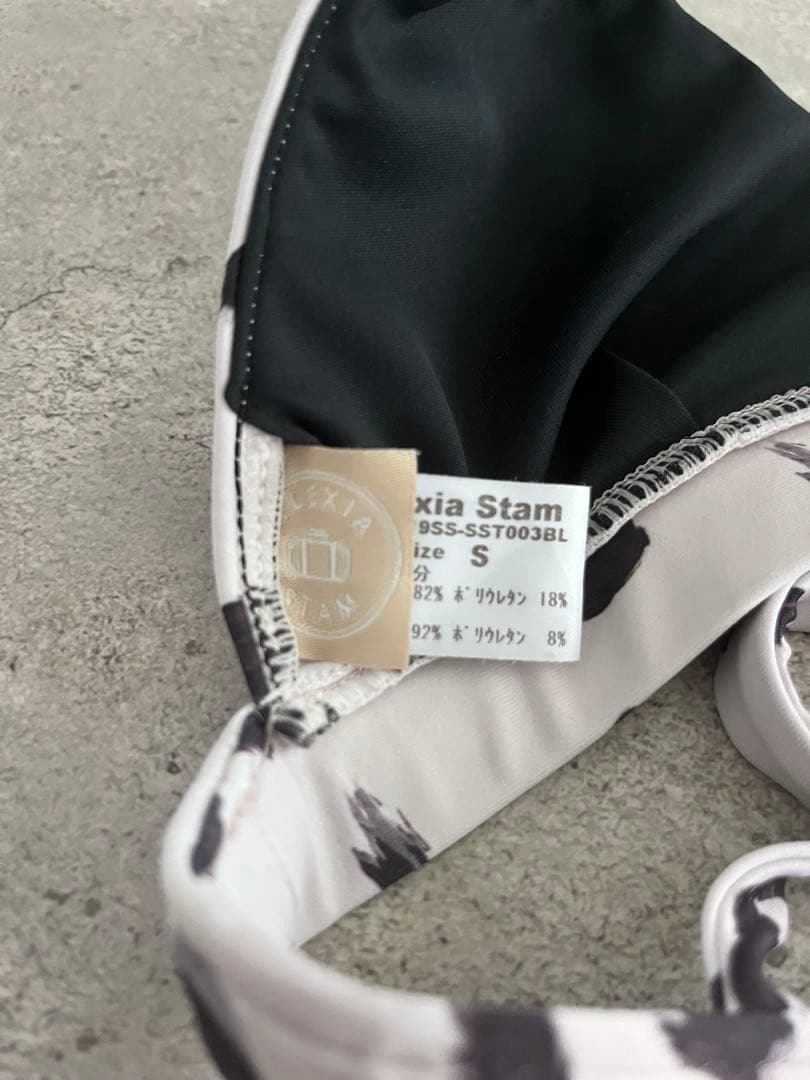 LEXIA
STAM
xia Stam
9SS-SST003BL
ize S
分
82% ポリウレタン 18%
92% ポリウレタン 8%